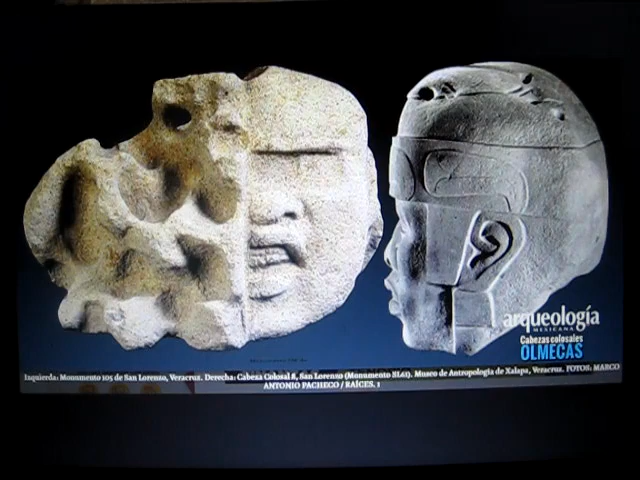 arqueología
MEXICANA
Cabezas colosales
OLMECAS
Izquierda: Monumento 105 de San Lorenzo, Veracruz. Derecha: Cabeza Colosal 8, San Lorenzo (Monumento SL61). Museo de Antropología de Xalapa, Veracruz. FOTOS: MARCO
ANTONIO PACHECO / RAÍCES. 1